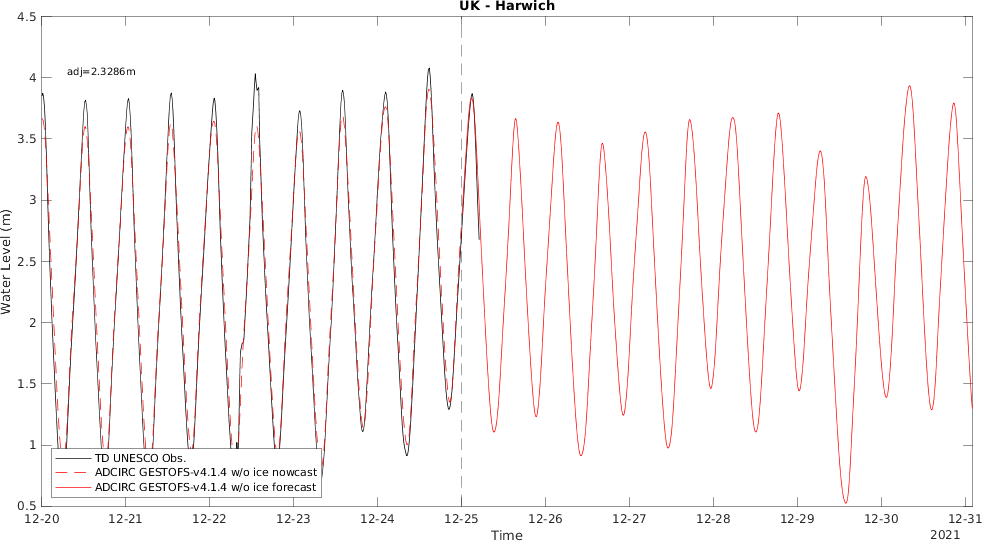 UK - Harwich
4.5
4
3.5
3
2.5
2
1.5
1
0.5
Water Level (m)
adj=2.3286m
TD UNESCO Obs.
ADCIRC GESTOFS-v4.1.4 w/o ice nowcast
ADCIRC GESTOFS-v4.1.4 w/o ice forecast
12-20 12-21 12-22 12-23 12-24 12-25 12-26 12-27 12-28 12-29 12-30 12-31
Time
2021